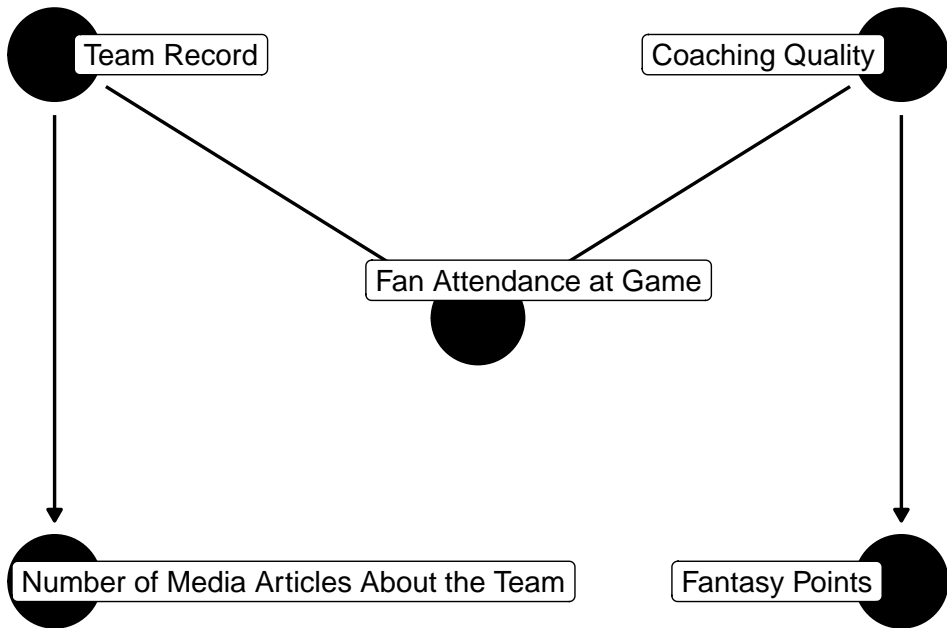 Team Record
Coaching Quality
Fan Attendance at Game
Number of Media Articles About the Team
Fantasy Points